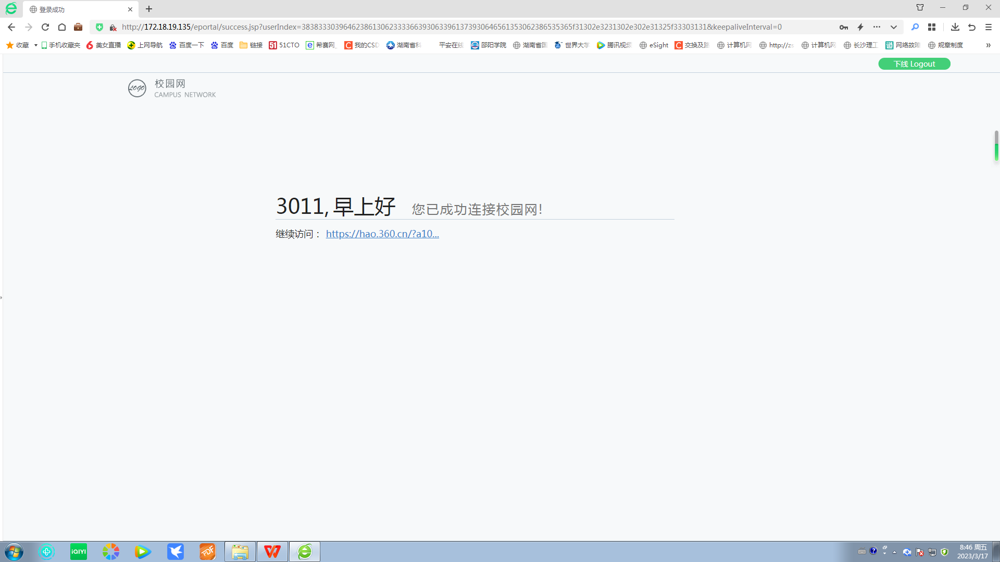 登录成功
http://172.18.19.135/eportal/success.jsp?userIndex=38383330396462386130623333663930633961373930646561353062386535365f31302e3231302e302e31325f33303131&keepaliveInterval=0
收藏 手机收藏夹 美女直播 上网导航 百度一下 百度 链接 51CTO 希赛网 我的CSD 湖南省科 平安在线 邵阳学院 湖南省国 世界大学 腾讯视频 eSight 交换及路 计算机网 http://zs 计算机网 长沙理工 网络故障 规章制度
下线 Logout
LOGO
校园网
CAMPUS NETWORK
3011, 早上好 您已成功连接校园网!
继续访问： https://hao.360.cn/?a10...
iQIYI
PDF
8:46 周五
2023/3/17